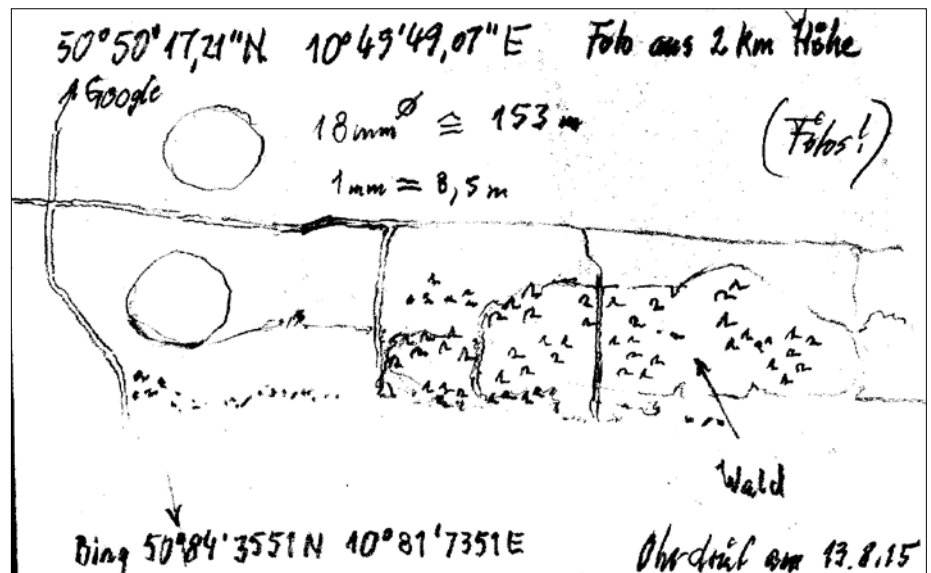 50°50'17,21"N 10°49'49,07"E Foto aus 2 km Höhe
Google
18mm ø ≙ 153 m
(Fotos!)
1mm ≈ 8,5 m
Wald
Bing 50°84'3551N 10°81'7351E
Ohrdruf am 13.8.15